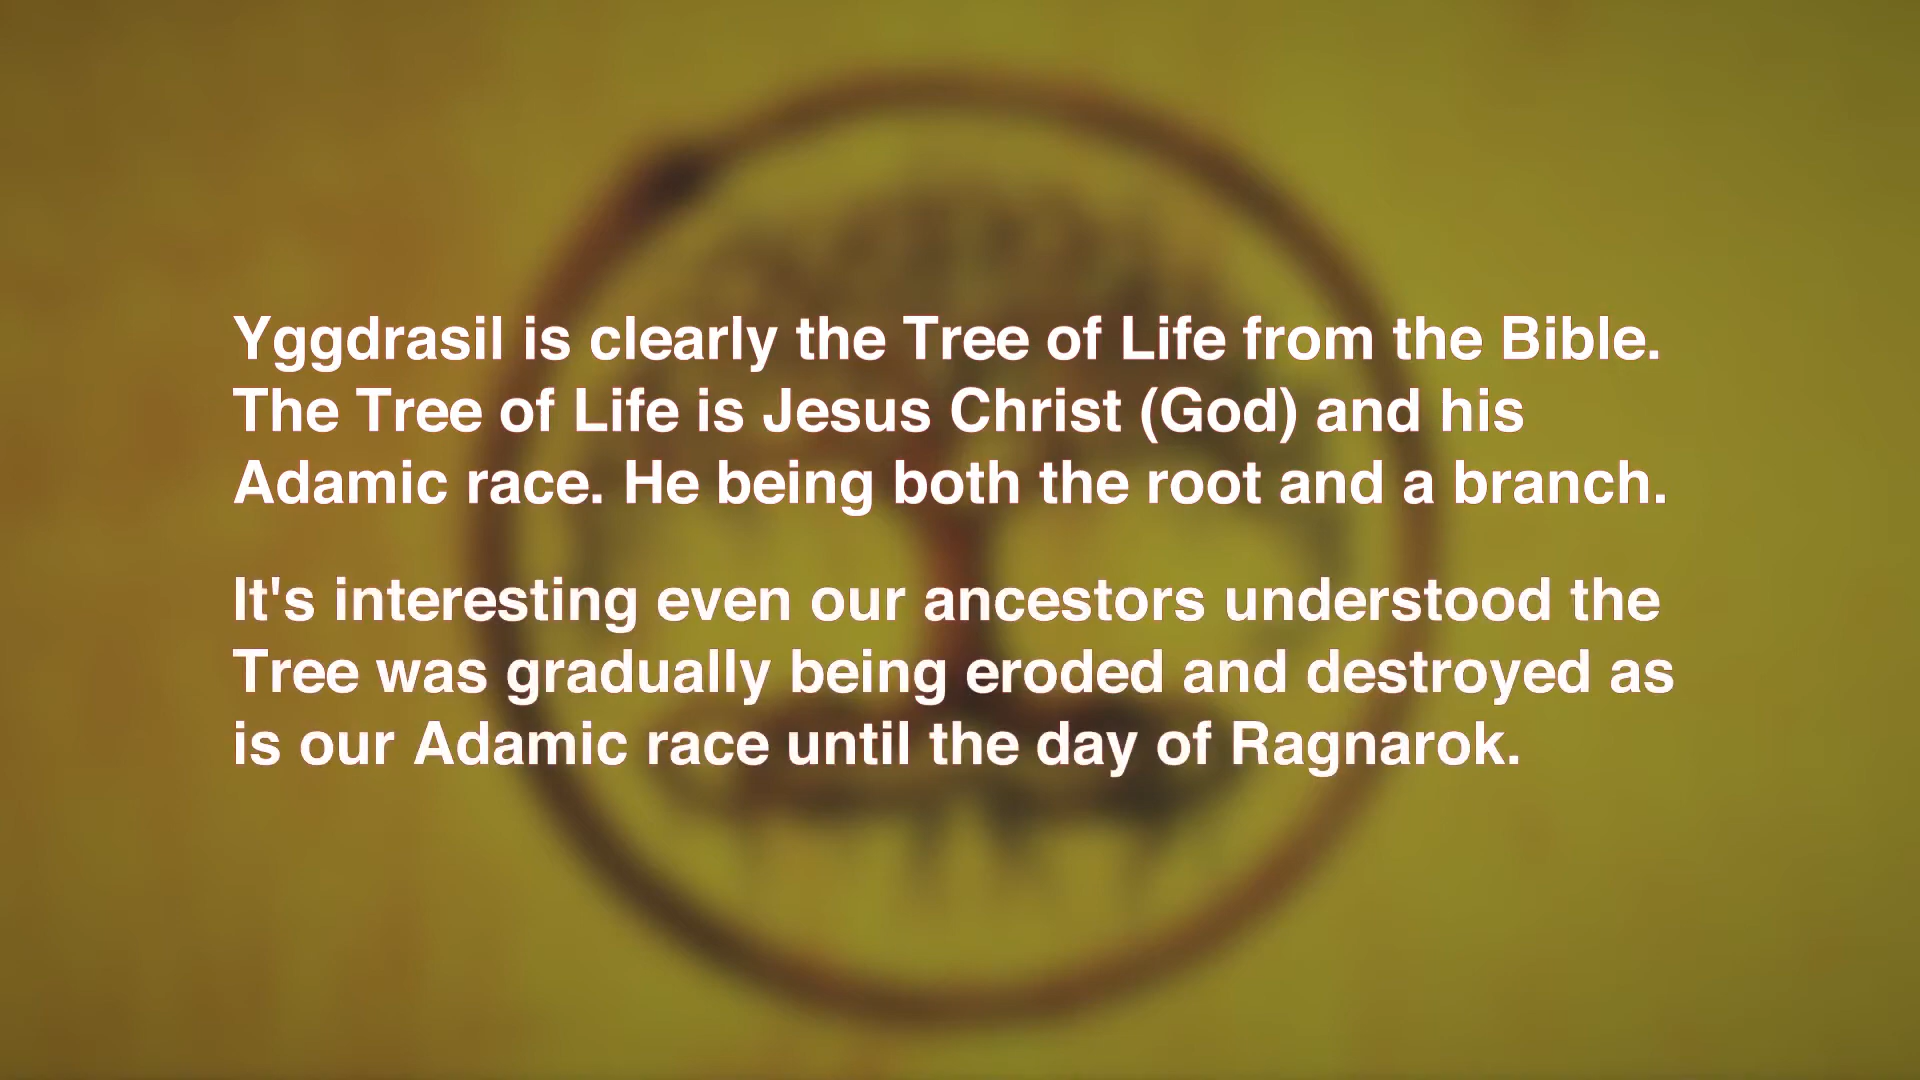 Yggdrasil is clearly the Tree of Life from the Bible.
The Tree of Life is Jesus Christ (God) and his
Adamic race. He being both the root and a branch.
It's interesting even our ancestors understood the
Tree was gradually being eroded and destroyed as
is our Adamic race until the day of Ragnarok.